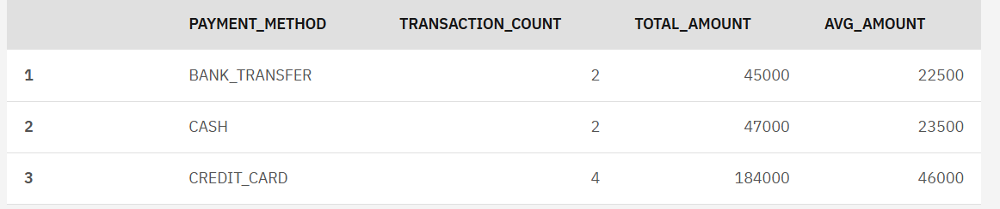 PAYMENT_METHOD TRANSACTION_COUNT TOTAL_AMOUNT AVG_AMOUNT
1 BANK_TRANSFER 2 45000 22500
2 CASH 2 47000 23500
3 CREDIT_CARD 4 184000 46000